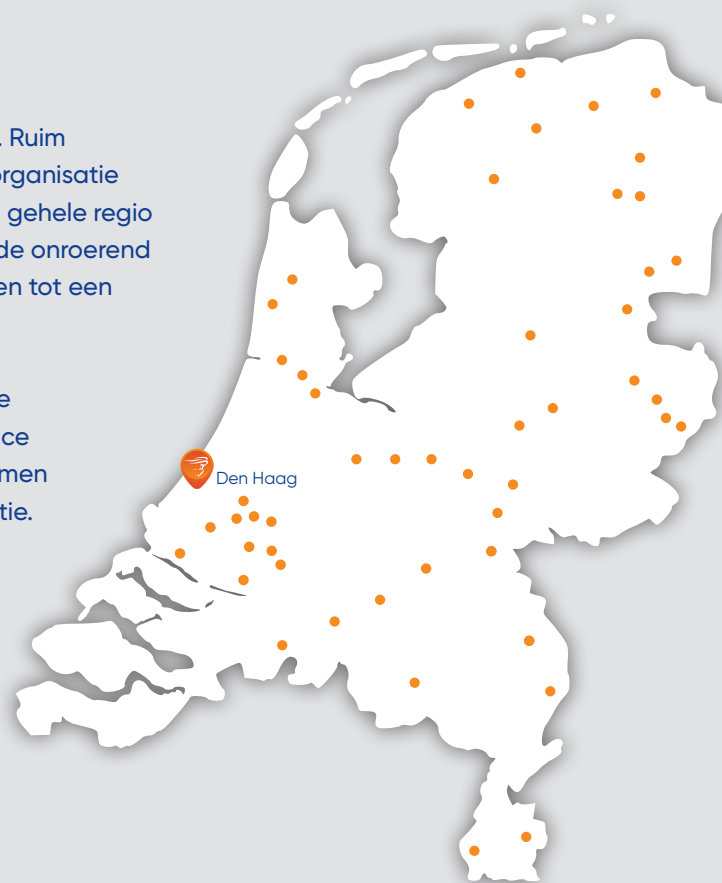 . Ruim
organisatie
gehele regio
de onroerend
en tot een
e
ce
men
tie.
Den Haag